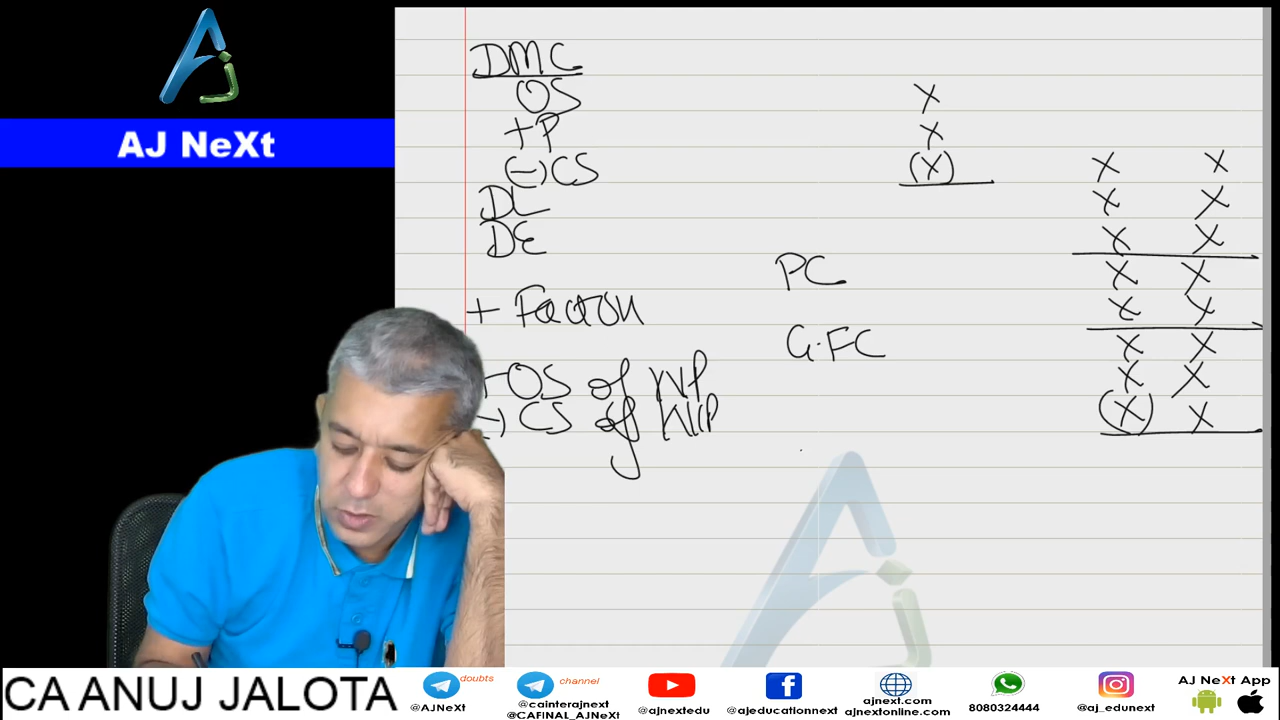 DMC
OS X
+P X
(-) CS (X) X X
DL X X
DE X X
PC X X
+ Factory X X
G.FC X X
+ OS of WIP X X
(-) CS of WIP (X) X
AJ NeXt
CA ANUJ JALOTA
doubts
@AJNeXt
channel
@cainterajnext
@CAFINAL_AJNeXt
@ajnextedu
@ajeducationnext
ajnext.com
ajnextonline.com
8080324444
@aj_edunext
AJ NeXt App